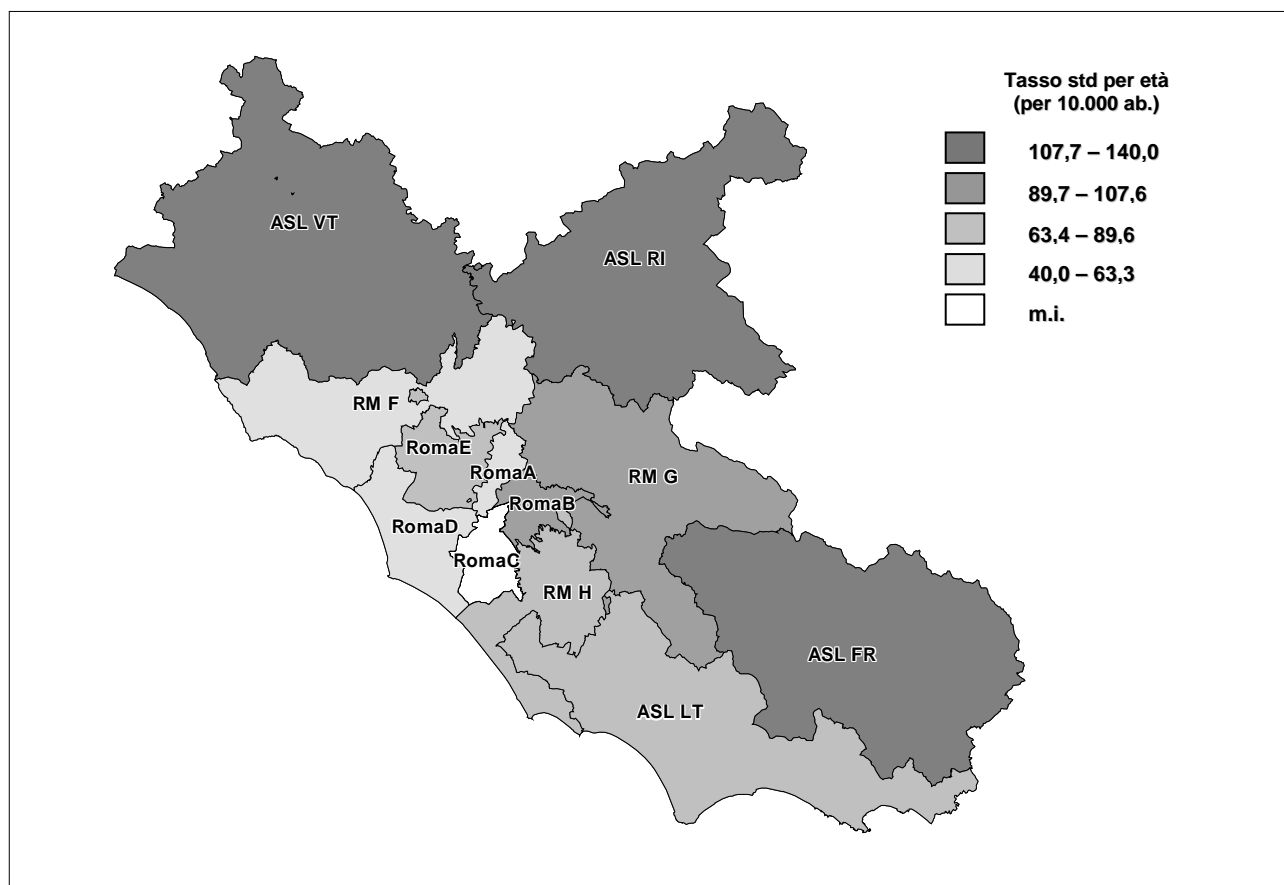 Tasso std per età
(per 10.000 ab.)
107,7 – 140,0
89,7 – 107,6
63,4 – 89,6
40,0 – 63,3
m.i.
ASL VT
ASL RI
RM F
RomaE
RomaA
RM G
RomaB
RomaD
RomaC
RM H
ASL FR
ASL LT